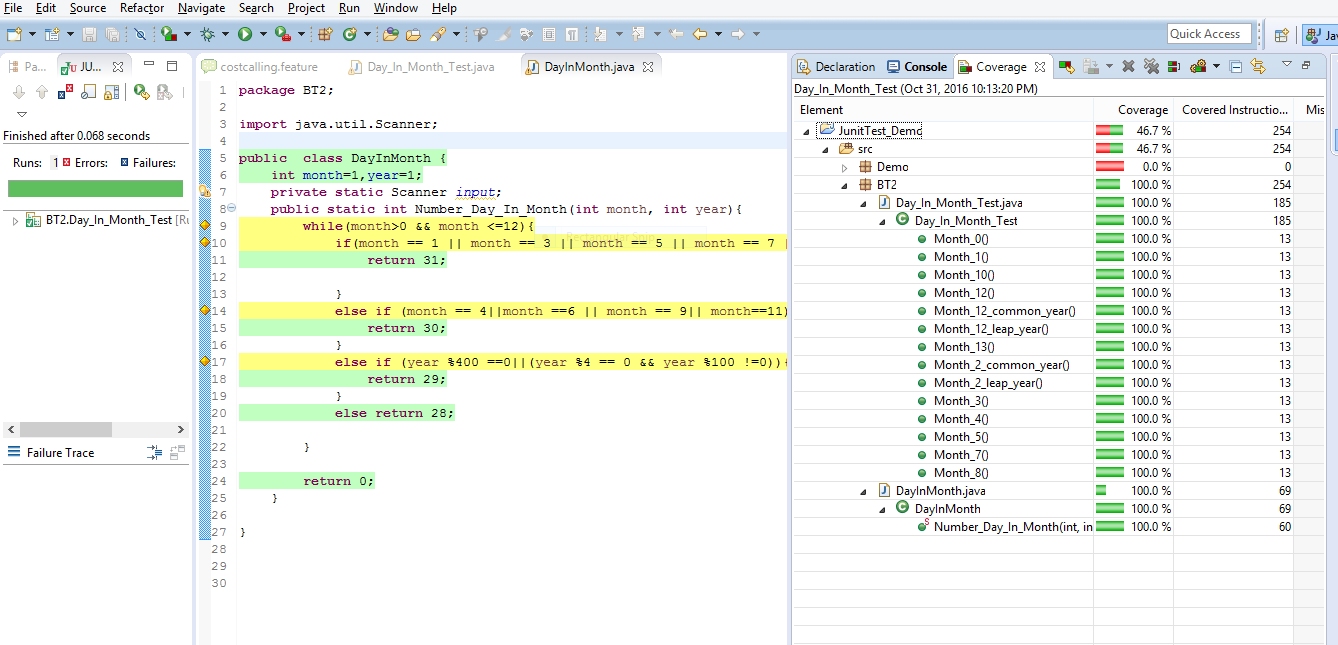 File Edit Source Refactor Navigate Search Project Run Window Help
Quick Access Jav
Pa... JU...
Finished after 0.068 seconds
Runs: 1 Errors: Failures:
BT2.Day_In_Month_Test [Ru
Failure Trace
costcalling.feature Day_In_Month_Test.java DayInMonth.java
1 package BT2;
2
3 import java.util.Scanner;
4
5 public class DayInMonth {
6 int month=1,year=1;
7 private static Scanner input;
8 public static int Number_Day_In_Month(int month, int year){
9 while(month>0 && month <=12){
10 if(month == 1 || month == 3 || month == 5 || month == 7 |
11 return 31;
12
13 }
14 else if (month == 4||month ==6 || month == 9|| month==11)
15 return 30;
16 }
17 else if (year %400 ==0||(year %4 == 0 && year %100 !=0)){
18 return 29;
19 }
20 else return 28;
21
22 }
23
24 return 0;
25 }
26
27 }
28
29
30
Declaration Console Coverage
Day_In_Month_Test (Oct 31, 2016 10:13:20 PM)
Element Coverage Covered Instructio... Mis
JunitTest_Demo 46.7 % 254
src 46.7 % 254
Demo 0.0 % 0
BT2 100.0 % 254
Day_In_Month_Test.java 100.0 % 185
Day_In_Month_Test 100.0 % 185
Month_0() 100.0 % 13
Month_1() 100.0 % 13
Month_10() 100.0 % 13
Month_12() 100.0 % 13
Month_12_common_year() 100.0 % 13
Month_12_leap_year() 100.0 % 13
Month_13() 100.0 % 13
Month_2_common_year() 100.0 % 13
Month_2_leap_year() 100.0 % 13
Month_3() 100.0 % 13
Month_4() 100.0 % 13
Month_5() 100.0 % 13
Month_7() 100.0 % 13
Month_8() 100.0 % 13
DayInMonth.java 100.0 % 69
DayInMonth 100.0 % 69
Number_Day_In_Month(int, in 100.0 % 60